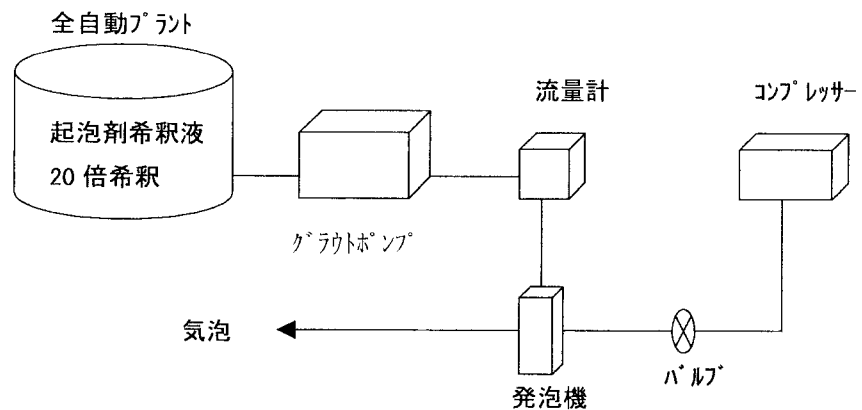 全自動ﾌﾟﾗﾝﾄ
流量計
ｺﾝﾌﾟﾚｯｻｰ
起泡剤希釈液
20 倍希釈
ｸﾞﾗｳﾄﾎﾟﾝﾌﾟ
気泡
ﾊﾞﾙﾌﾞ
発泡機